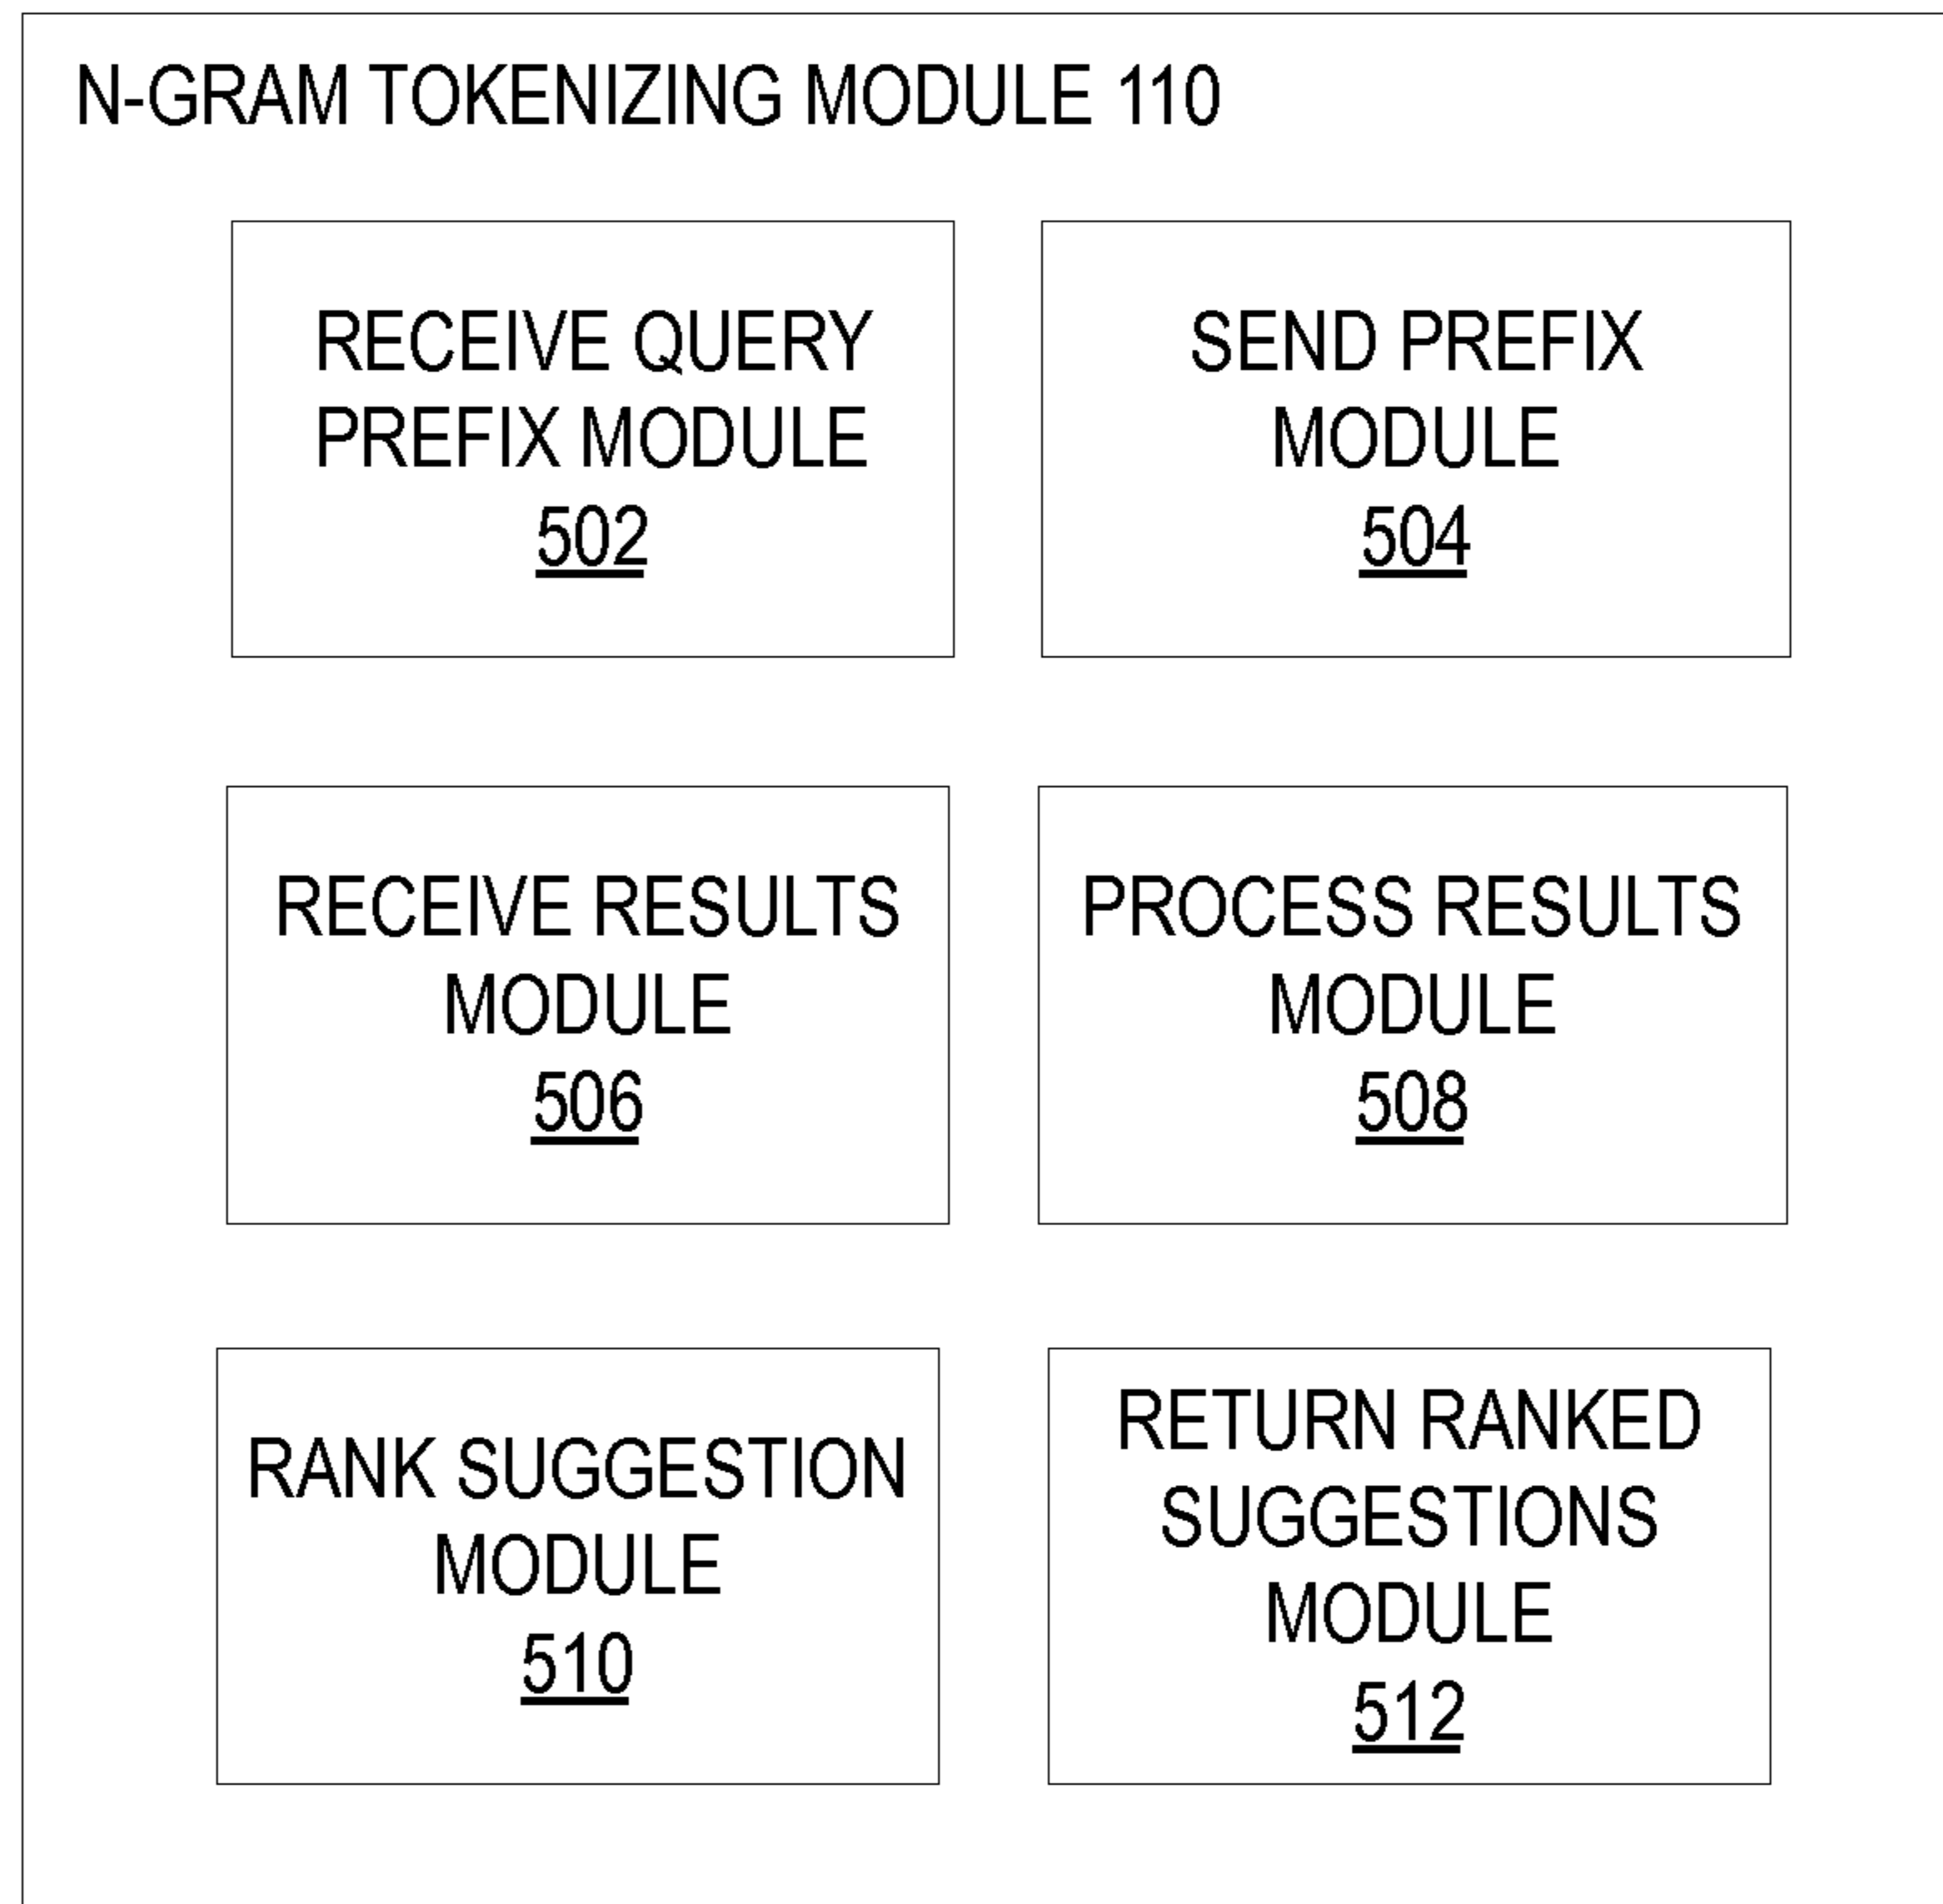 N-GRAM TOKENIZING MODULE 110
RECEIVE QUERY
PREFIX MODULE
502
SEND PREFIX
MODULE
504
RECEIVE RESULTS
MODULE
506
PROCESS RESULTS
MODULE
508
RANK SUGGESTION
MODULE
510
RETURN RANKED
SUGGESTIONS
MODULE
512